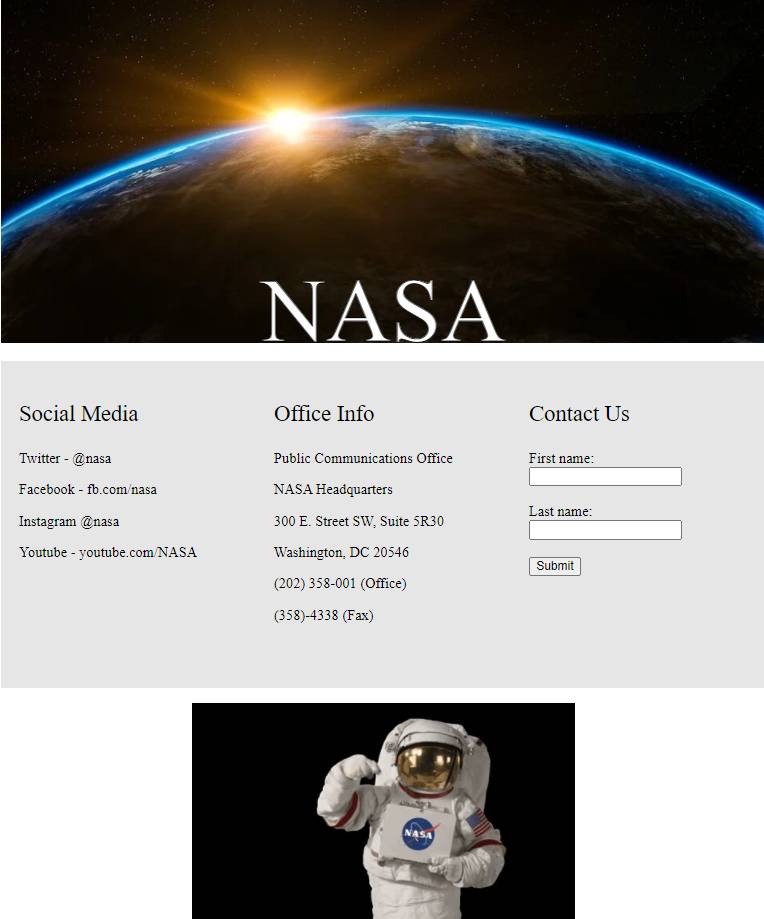 NASA
Social Media
Twitter - @nasa
Facebook - fb.com/nasa
Instagram @nasa
Youtube - youtube.com/NASA
Office Info
Public Communications Office
NASA Headquarters
300 E. Street SW, Suite 5R30
Washington, DC 20546
(202) 358-001 (Office)
(358)-4338 (Fax)
Contact Us
First name:
Last name:
Submit
NASA